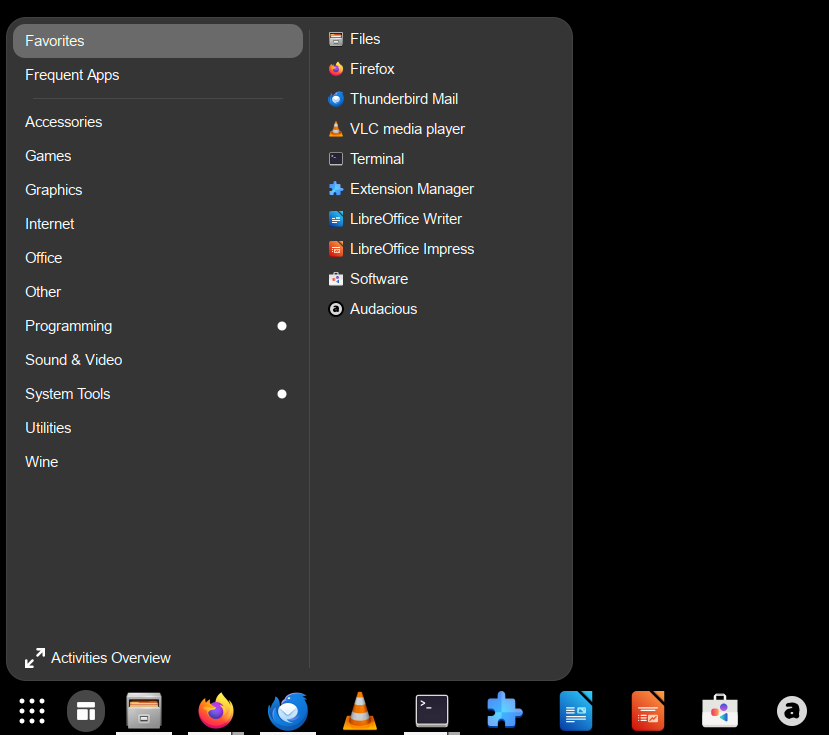 Favorites
Frequent Apps
Accessories
Games
Graphics
Internet
Office
Other
Programming
Sound & Video
System Tools
Utilities
Wine
Activities Overview
Files
Firefox
Thunderbird Mail
VLC media player
Terminal
Extension Manager
LibreOffice Writer
LibreOffice Impress
Software
Audacious